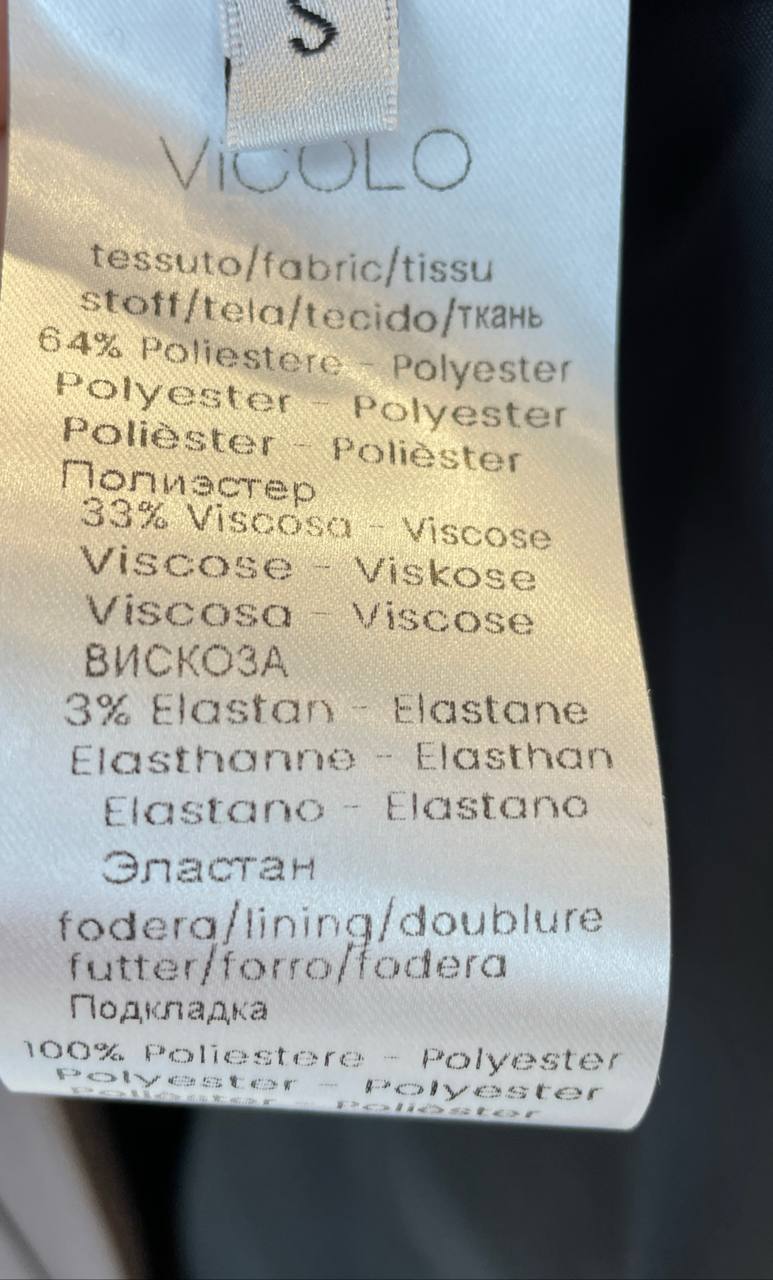 S
ViCOLO
tessuto/fabric/tissu
stoff/tela/tecido/ткань
64% Poliestere - Polyester
Polyester - Polyester
Polièster - Polièster
Полиэстер
33% Viscosa - Viscose
Viscose - Viskose
Viscosa - Viscose
ВИСКОЗА
3% Elastan - Elastane
Elasthanne - Elasthan
Elastano - Elastano
Эластан
fodera/lining/doublure
futter/forro/fodera
Подкладка
100% Poliestere - Polyester
Polyester - Polyester
Polièster - Polièster